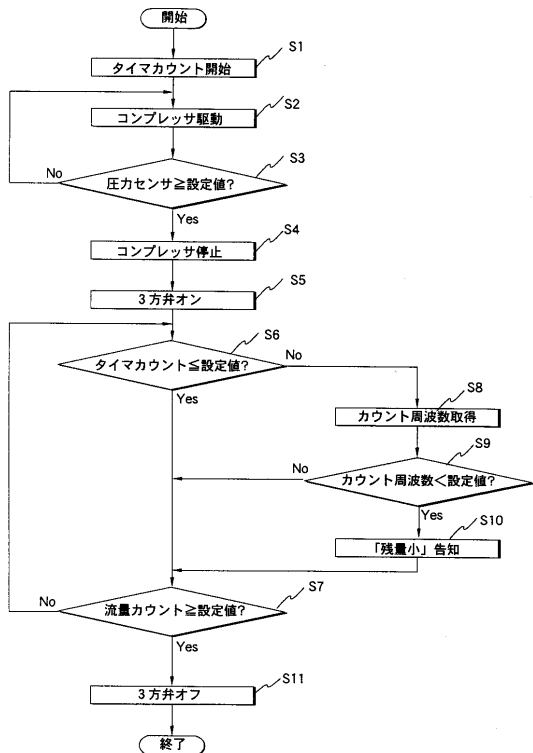 開始
S1
タイマカウント開始
S2
コンプレッサ駆動
S3
No
圧力センサ≧設定値?
Yes
S4
コンプレッサ停止
S5
3方弁オン
S6
タイマカウント≦設定値?
No
Yes
S8
カウント周波数取得
S9
No
カウント周波数<設定値?
Yes
S10
「残量小」告知
S7
No
流量カウント≧設定値?
Yes
S11
3方弁オフ
終了